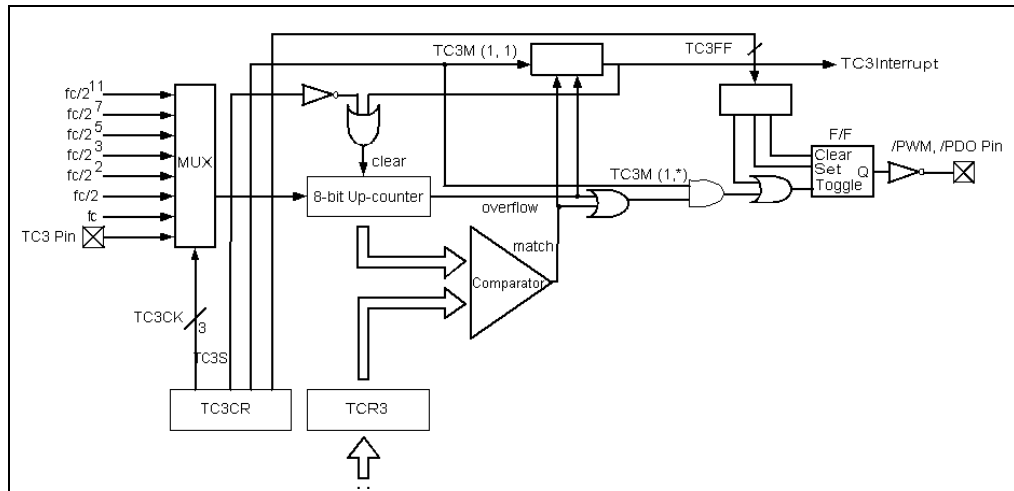 TC3M (1, 1)
TC3FF
TC3Interrupt
fc/2^11
fc/2^7
fc/2^5
fc/2^3
fc/2^2
fc/2
fc
TC3 Pin
MUX
clear
8-bit Up-counter
overflow
TC3M (1,*)
F/F
Clear
Set
Toggle
Q
/PWM, /PDO Pin
match
Comparator
TC3CK
3
TC3S
TC3CR
TCR3